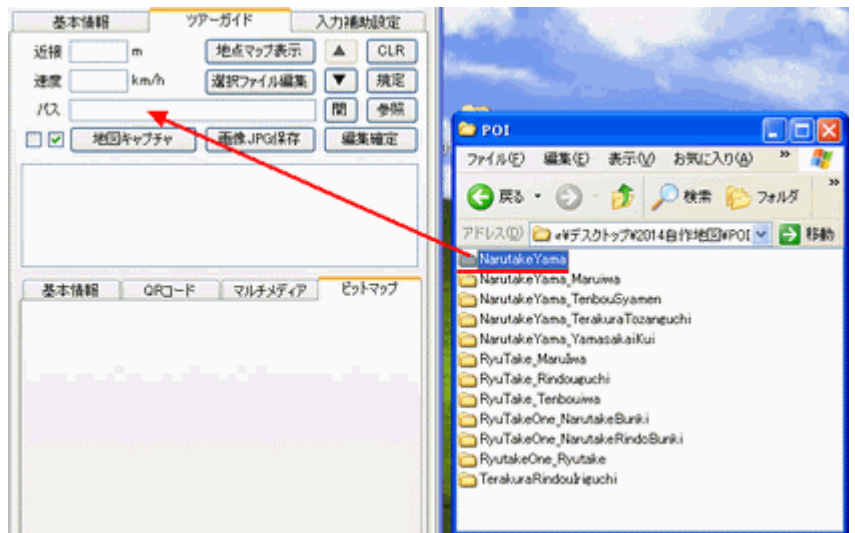 基本情報 ツアーガイド 入力補助設定
近接 m 地点マップ表示 ▲ CLR
速度 km/h 選択ファイル編集 ▼ 規定
パス 開 参照
地図キャプチャ 画像JPG保存 編集確定
基本情報 QRコード マルチメディア ビットマップ
POI
ファイル(F) 編集(E) 表示(V) お気に入り(A) »
戻る 検索 フォルダ »
アドレス(D) ¥デスクトップ¥2014自作地図¥POI 移動
NarutakeYama
NarutakeYama_Maruiwa
NarutakeYama_TenbouSyamen
NarutakeYama_TerakuraTozanguchi
NarutakeYama_YamasakaiKui
RyuTake_MaruIwa
RyuTake_Rindouguchi
RyuTake_Tenbouiwa
RyuTakeOne_NarutakeBunki
RyuTakeOne_NarutakeRindoBunki
RyutakeOne_Ryutake
TerakuraRindouIriguchi